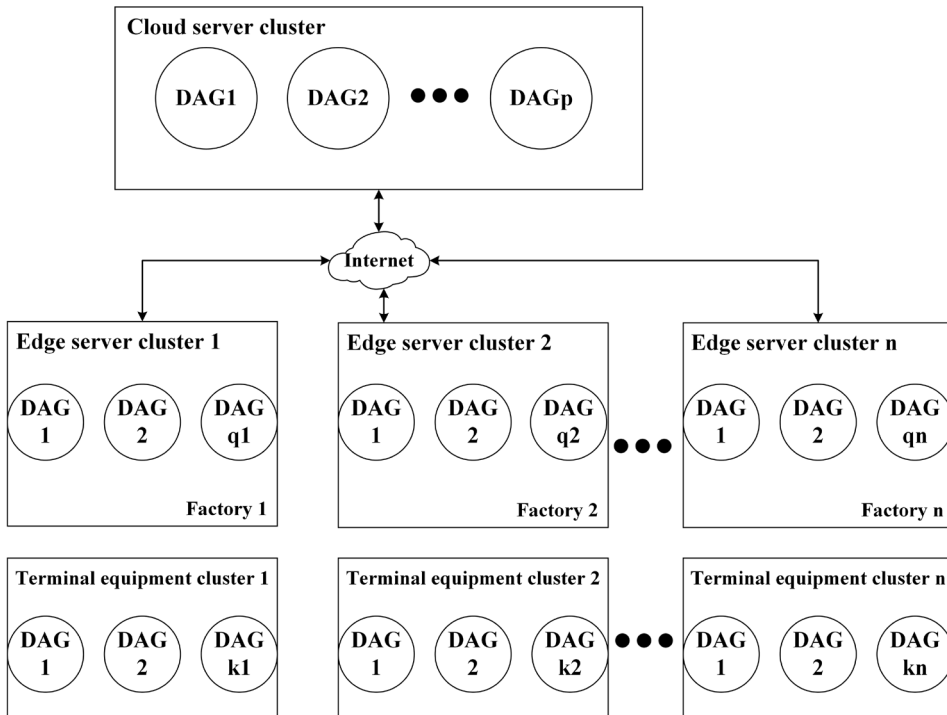 Cloud server cluster
DAG1 DAG2 DAGp
Internet
Edge server cluster 1
DAG DAG DAG
1 2 q1
Factory 1
Edge server cluster 2
DAG DAG DAG
1 2 q2
Factory 2
Edge server cluster n
DAG DAG DAG
1 2 qn
Factory n
Terminal equipment cluster 1
DAG DAG DAG
1 2 k1
Terminal equipment cluster 2
DAG DAG DAG
1 2 k2
Terminal equipment cluster n
DAG DAG DAG
1 2 kn